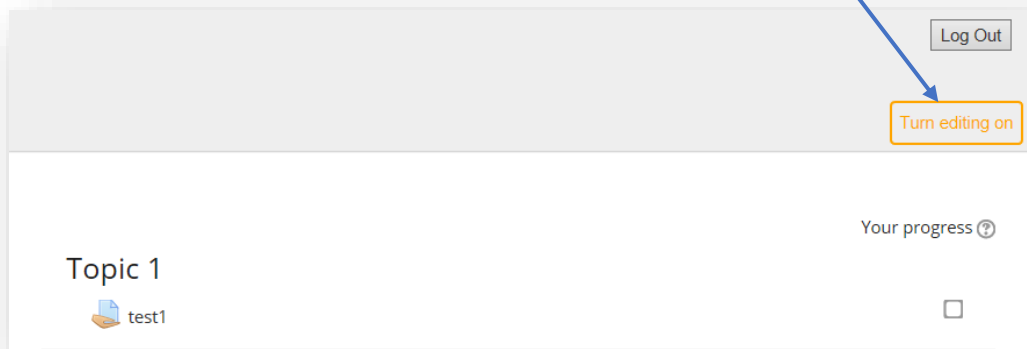 Log Out
Turn editing on
Your progress
Topic 1
test1